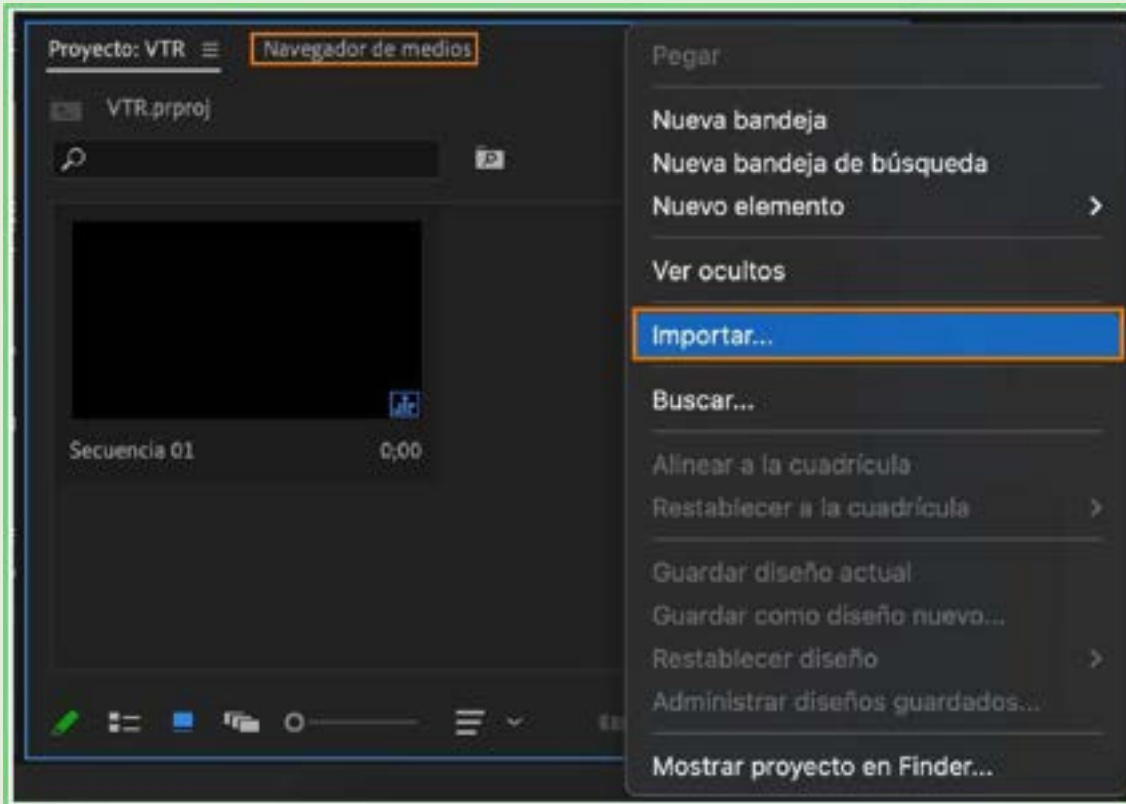 Proyecto: VTR
Navegador de medios
VTR.prproj
Secuencia 01
0;00
Pegar
Nueva bandeja
Nueva bandeja de búsqueda
Nuevo elemento
Ver ocultos
Importar...
Buscar...
Alinear a la cuadrícula
Restablecer a la cuadrícula
Guardar diseño actual
Guardar como diseño nuevo...
Restablecer diseño
Administrar diseños guardados...
Mostrar proyecto en Finder...